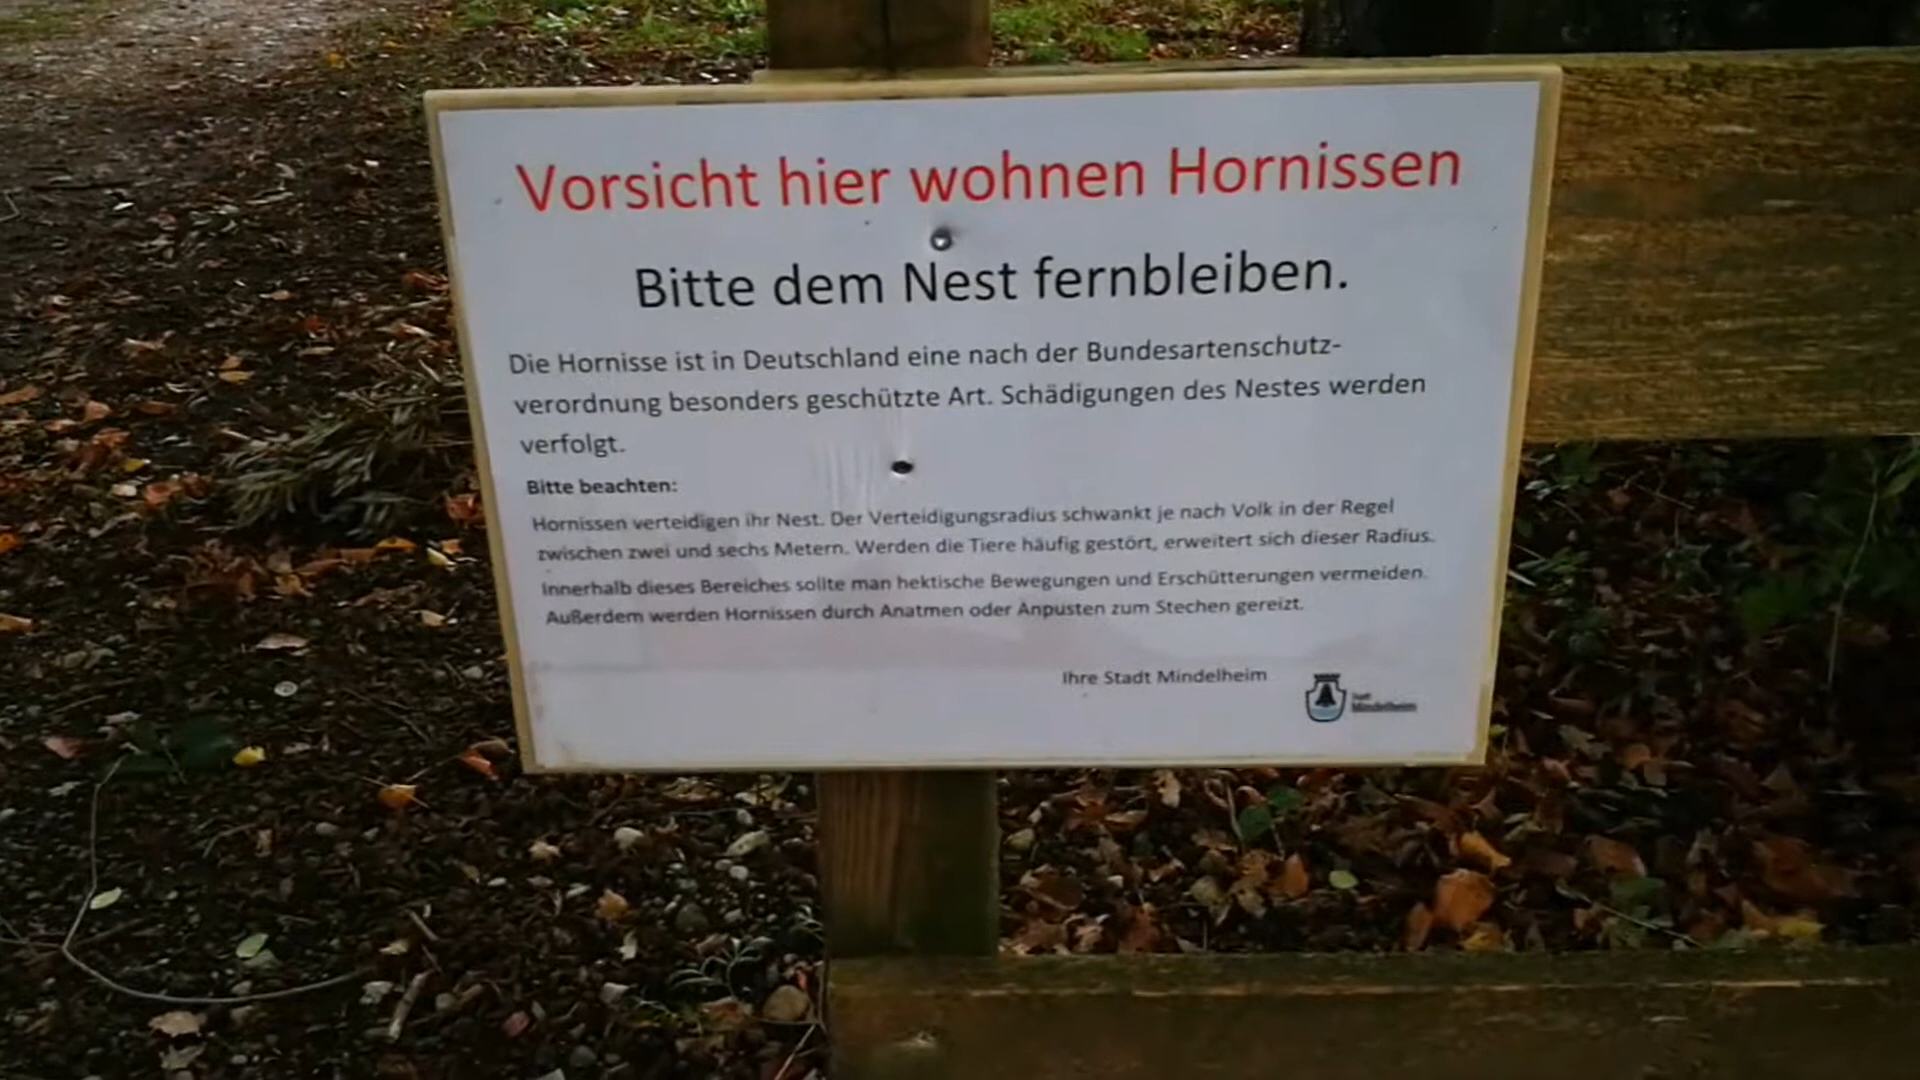 Vorsicht hier wohnen Hornissen
Bitte dem Nest fernbleiben.
Die Hornisse ist in Deutschland eine nach der Bundesartenschutz-
verordnung besonders geschützte Art. Schädigungen des Nestes werden
verfolgt.
Bitte beachten:
Hornissen verteidigen ihr Nest. Der Verteidigungsradius schwankt je nach Volk in der Regel
zwischen zwei und sechs Metern. Werden die Tiere häufig gestört, erweitert sich dieser Radius.
Innerhalb dieses Bereiches sollte man hektische Bewegungen und Erschütterungen vermeiden.
Außerdem werden Hornissen durch Anatmen oder Anpusten zum Stechen gereizt.
Ihre Stadt Mindelheim
Mindelheim